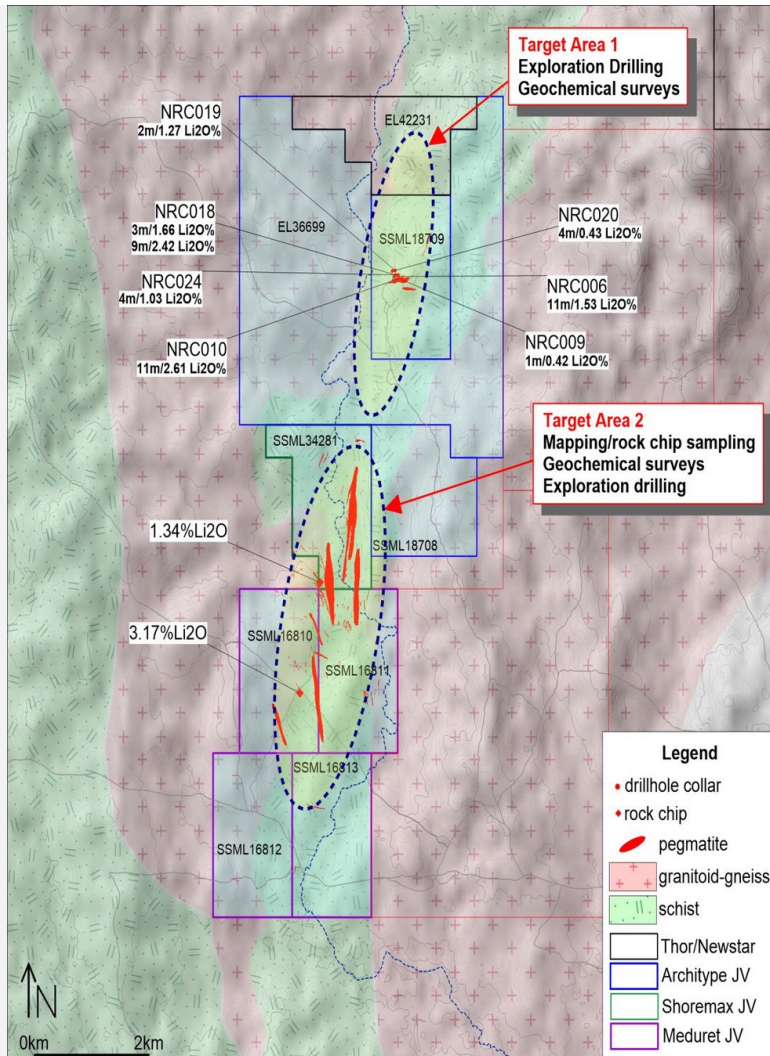 Target Area 1
Exploration Drilling
Geochemical surveys
NRC019
2m/1.27 Li2O%
EL42231
NRC018
3m/1.66 Li2O%
9m/2.42 Li2O%
EL36699
SSML18709
NRC020
4m/0.43 Li2O%
NRC024
4m/1.03 Li2O%
NRC006
11m/1.53 Li2O%
NRC010
11m/2.61 Li2O%
NRC009
1m/0.42 Li2O%
Target Area 2
Mapping/rock chip sampling
Geochemical surveys
Exploration drilling
SSML34281
1.34%Li2O
SSML18708
3.17%Li2O
SSML16810
SSML16811
SSML16813
SSML16812
Legend
drillhole collar
rock chip
pegmatite
granitoid-gneiss
schist
Thor/Newstar
Architype JV
Shoremax JV
Meduret JV
N
0km 2km